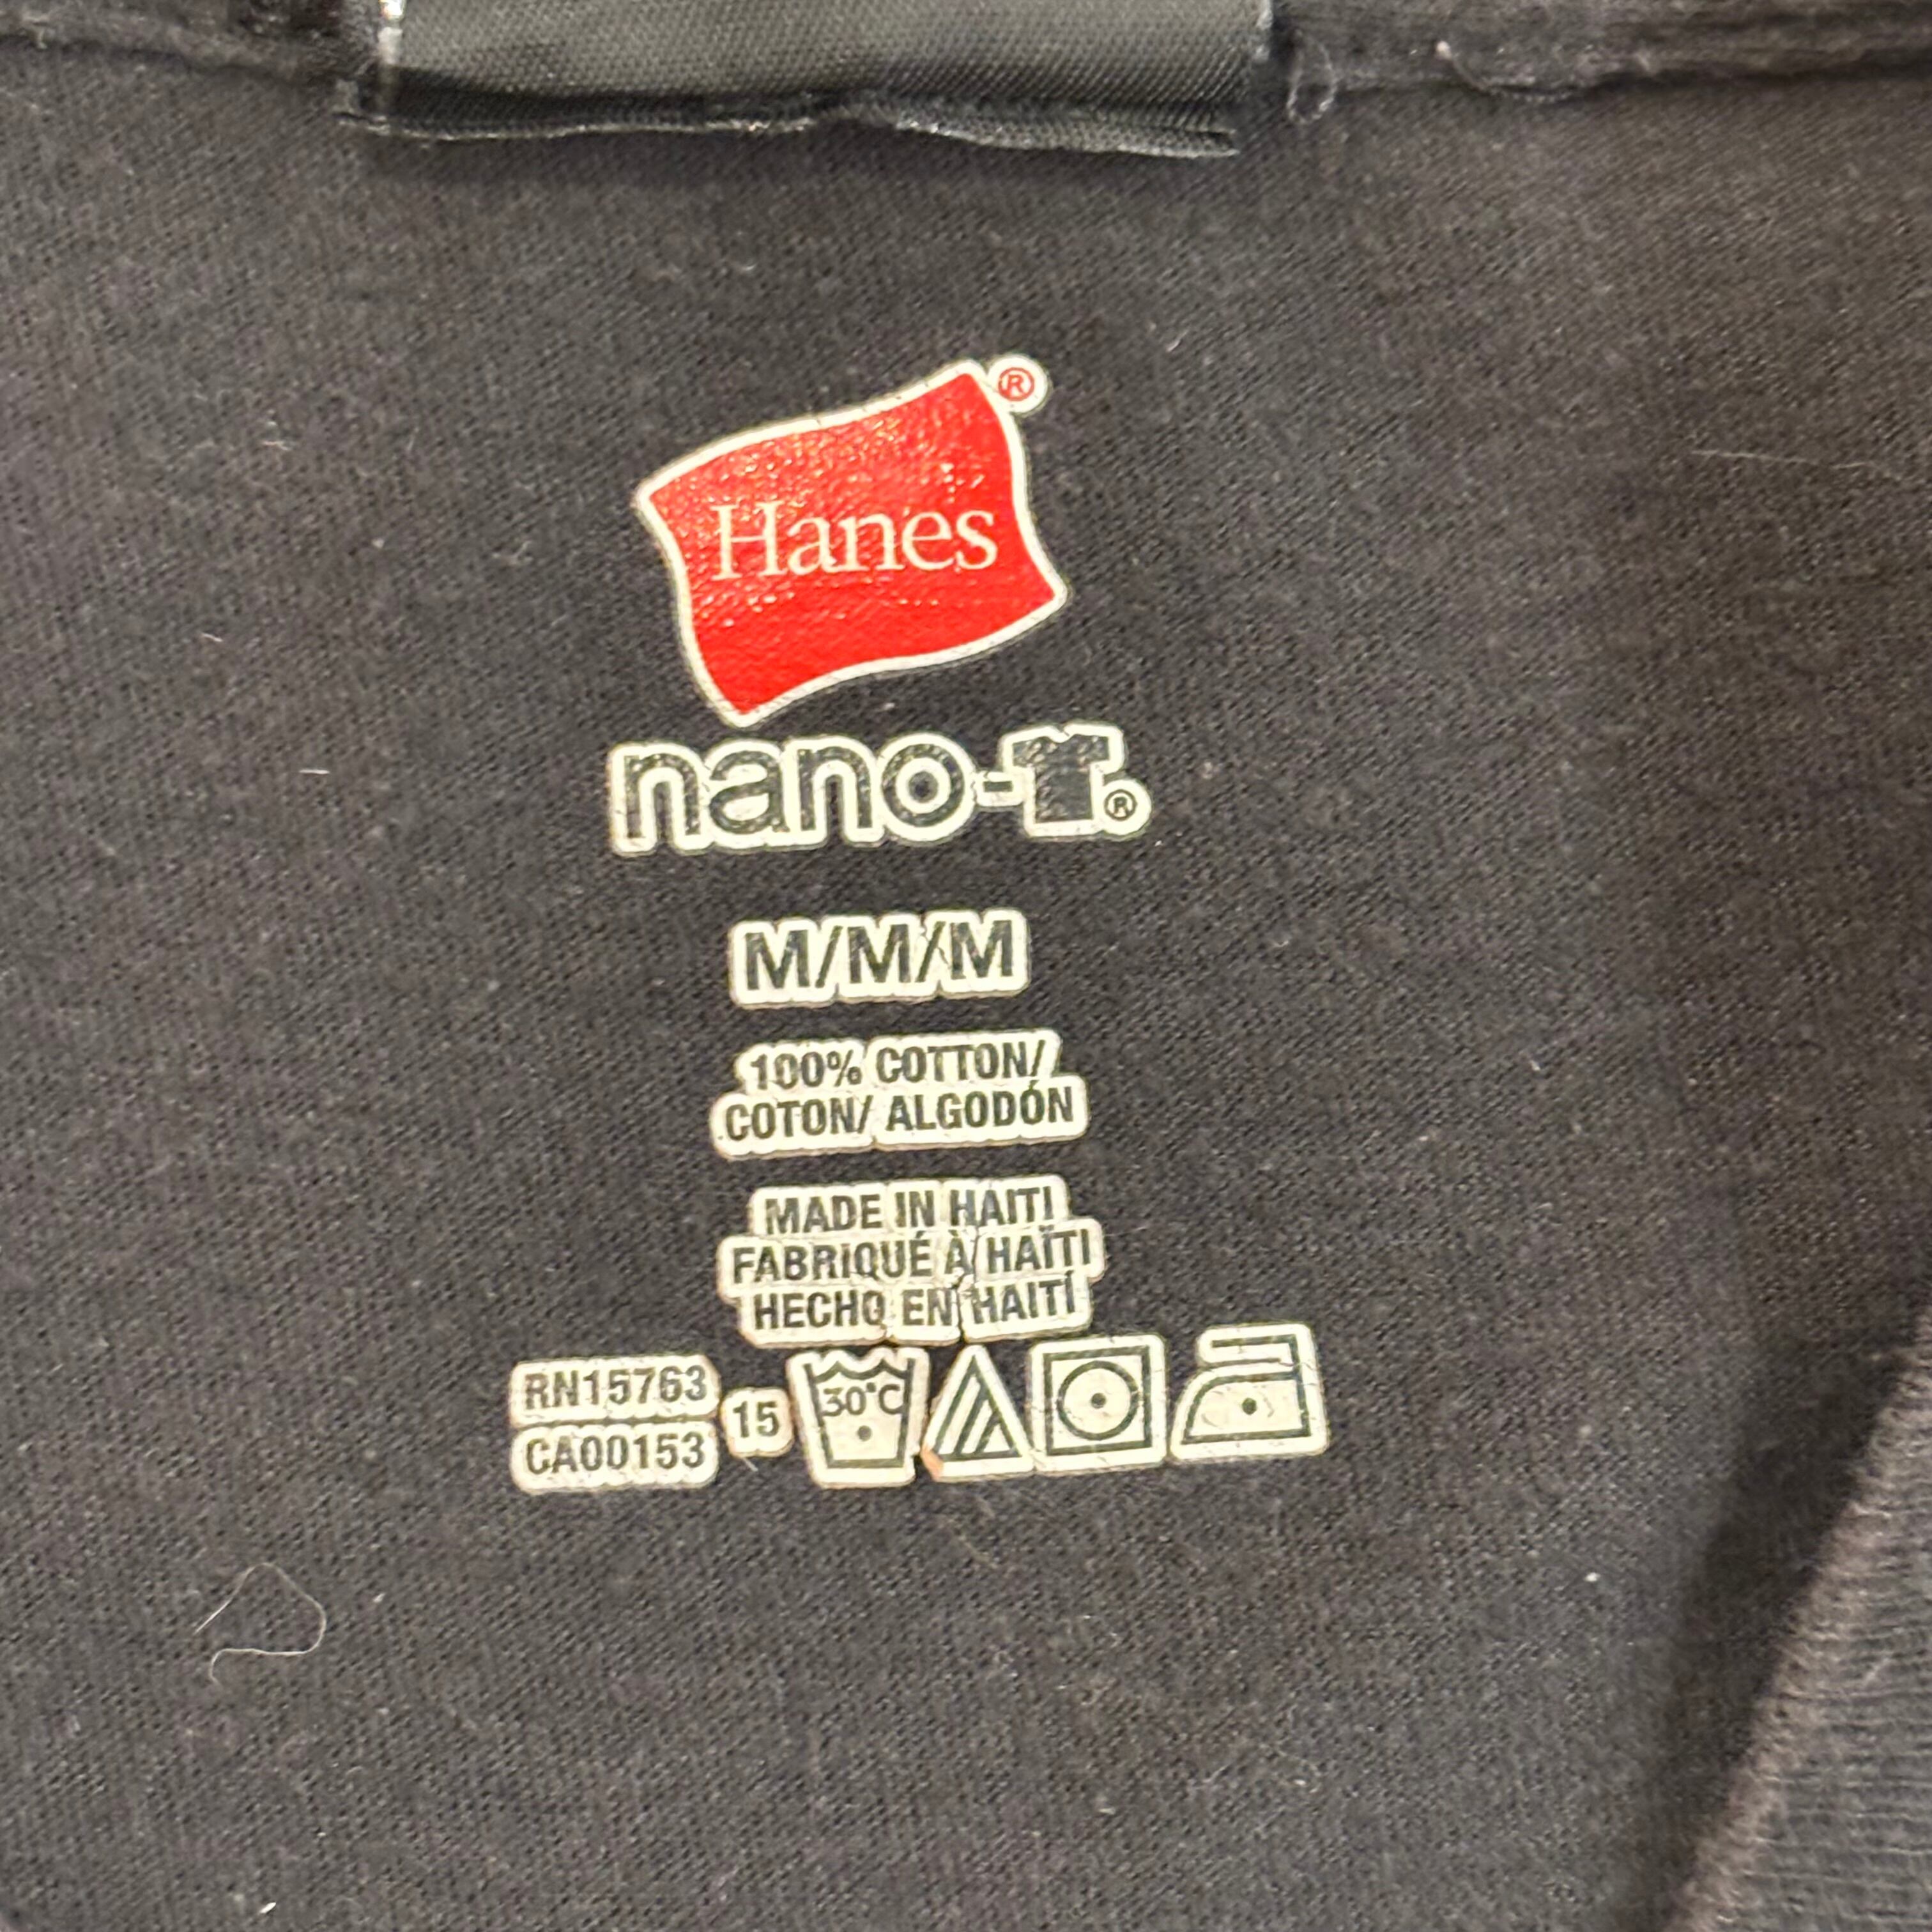 Hanes®
nano-T®
M/M/M
100% COTTON/
COTON/ ALGODÓN
MADE IN HAITI
FABRIQUÉ À HAÏTI
HECHO EN HAITÍ
RN15763
CA00153
15
30°C